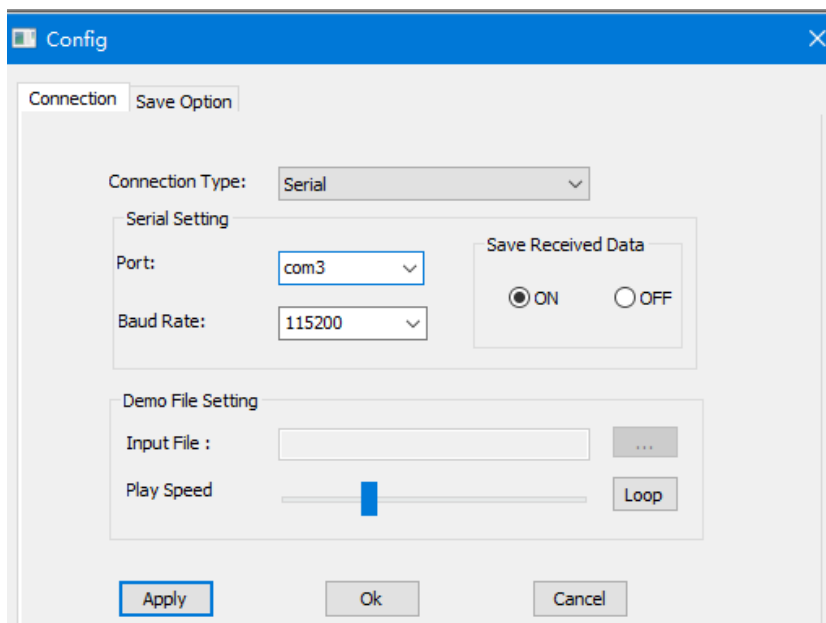 Config
Connection
Save Option
Connection Type:
Serial
Serial Setting
Port:
com3
Save Received Data
ON
OFF
Baud Rate:
115200
Demo File Setting
Input File :
...
Play Speed
Loop
Apply
Ok
Cancel